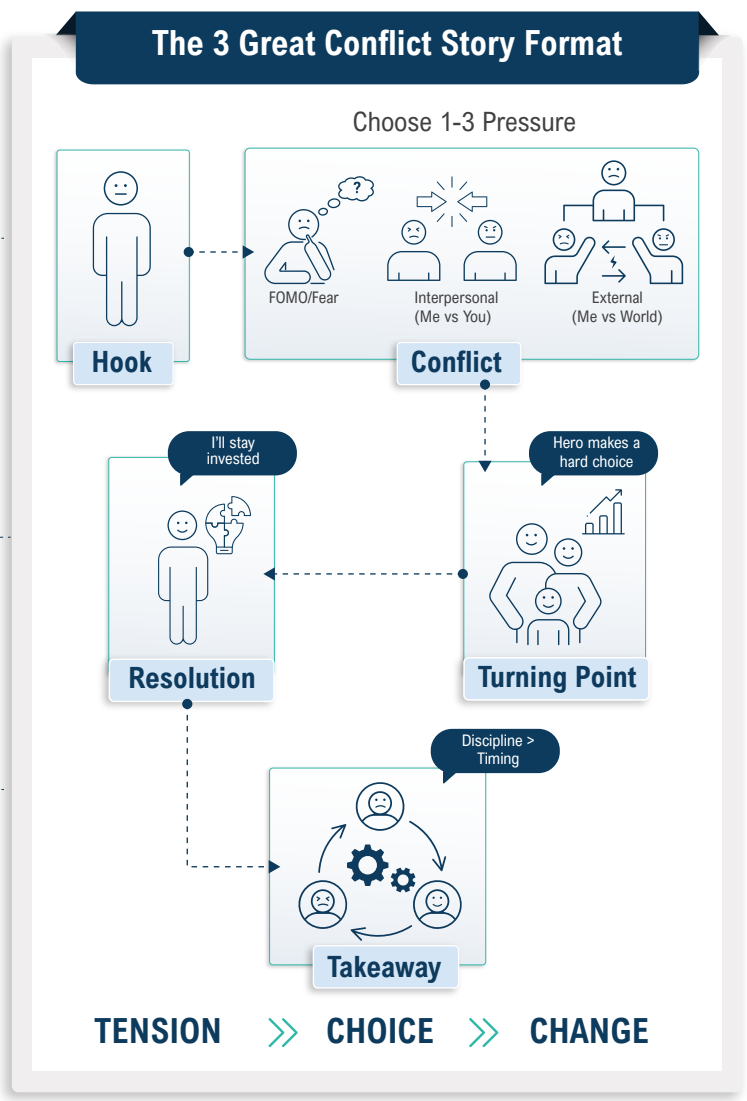 The 3 Great Conflict Story Format
Choose 1-3 Pressure
?
FOMO/Fear
Interpersonal
(Me vs You)
External
(Me vs World)
Hook
Conflict
I'll stay
invested
Hero makes a
hard choice
Resolution
Turning Point
Discipline >
Timing
Takeaway
TENSION >> CHOICE >> CHANGE